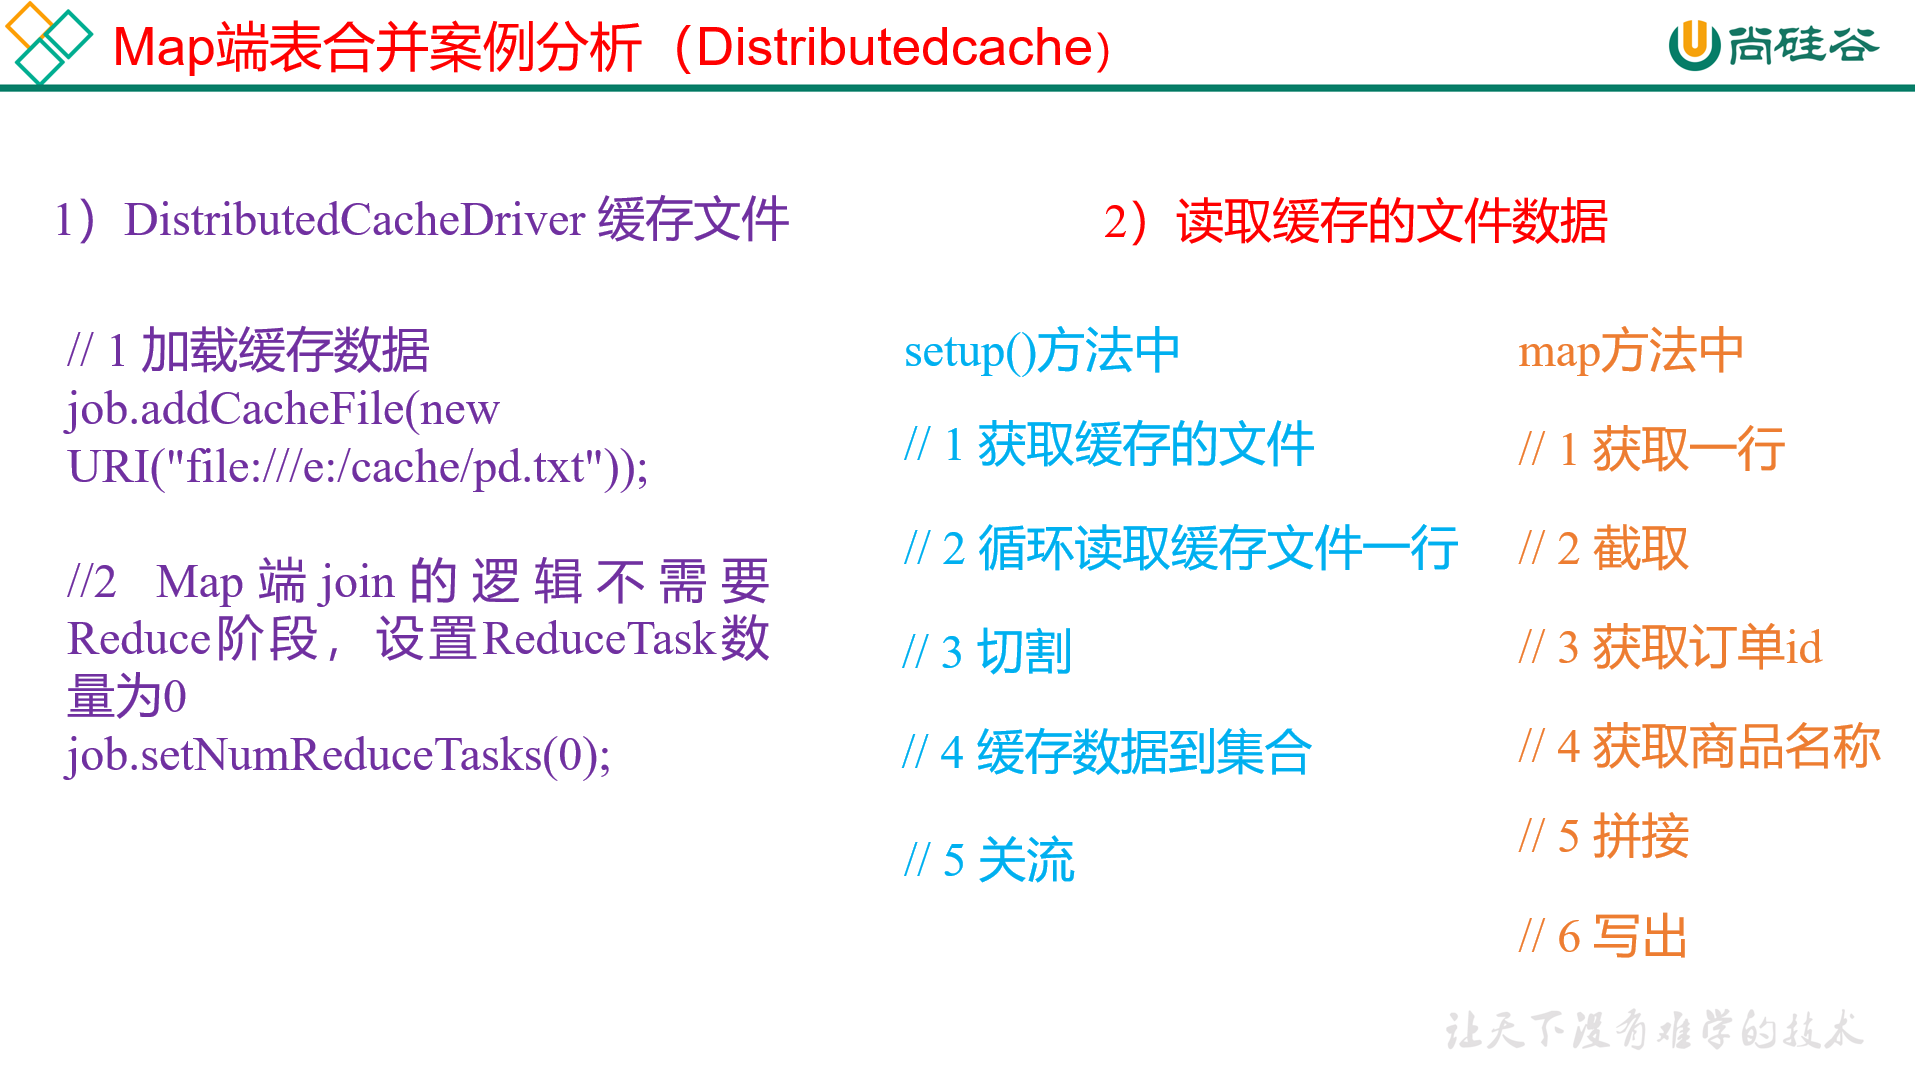 Map端表合并案例分析（Distributedcache）
尚硅谷
1）DistributedCacheDriver 缓存文件
// 1 加载缓存数据
job.addCacheFile(new
URI("file:///e:/cache/pd.txt"));
//2 Map端join的逻辑不需要
Reduce阶段，设置ReduceTask数
量为0
job.setNumReduceTasks(0);
2）读取缓存的文件数据
setup()方法中
// 1 获取缓存的文件
// 2 循环读取缓存文件一行
// 3 切割
// 4 缓存数据到集合
// 5 关流
map方法中
// 1 获取一行
// 2 截取
// 3 获取订单id
// 4 获取商品名称
// 5 拼接
// 6 写出
让天下没有难学的技术